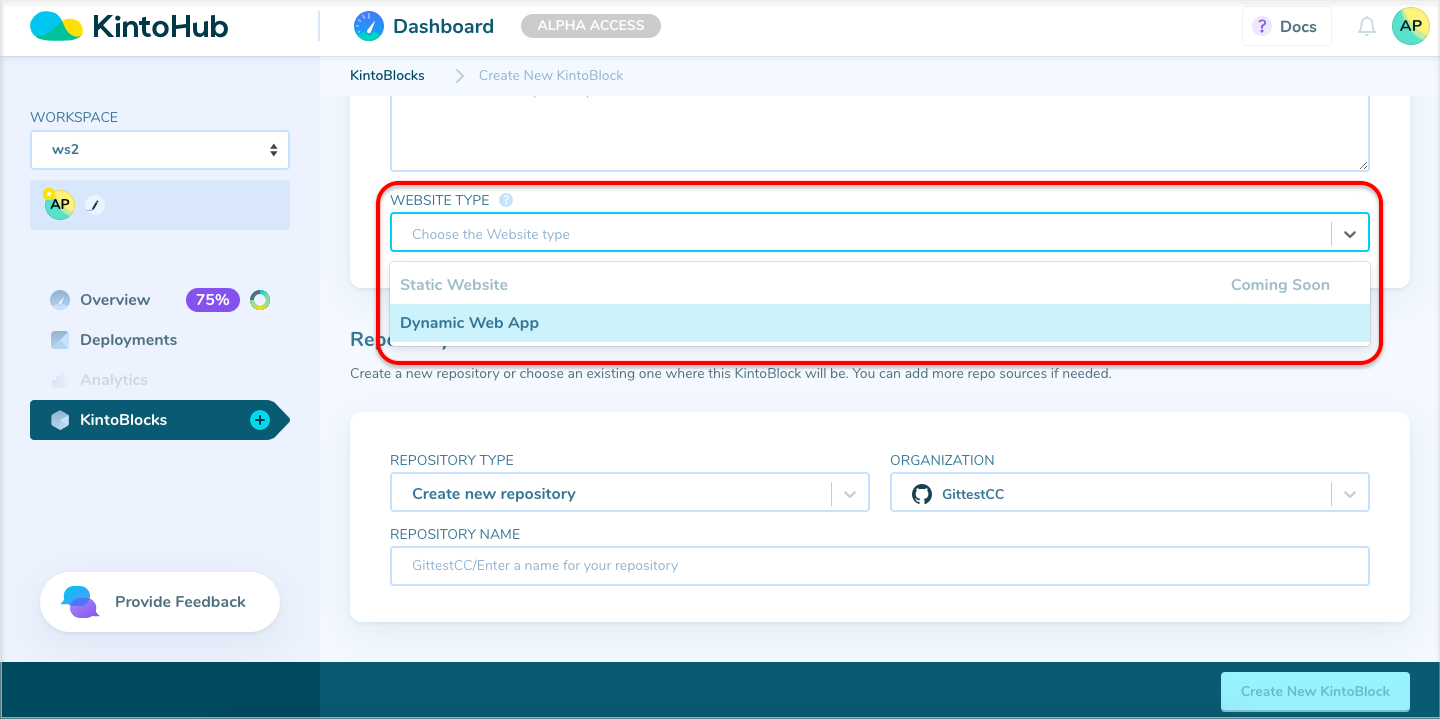 KintoHub
Dashboard
ALPHA ACCESS
? Docs
AP
KintoBlocks
Create New KintoBlock
WORKSPACE
ws2
AP
WEBSITE TYPE ?
Choose the Website type
Static Website Coming Soon
Dynamic Web App
Overview 75%
Deployments
Analytics
KintoBlocks
Create a new repository or choose an existing one where this KintoBlock will be. You can add more repo sources if needed.
REPOSITORY TYPE
Create new repository
ORGANIZATION
GittestCC
REPOSITORY NAME
GittestCC/Enter a name for your repository
Provide Feedback
Create New KintoBlock